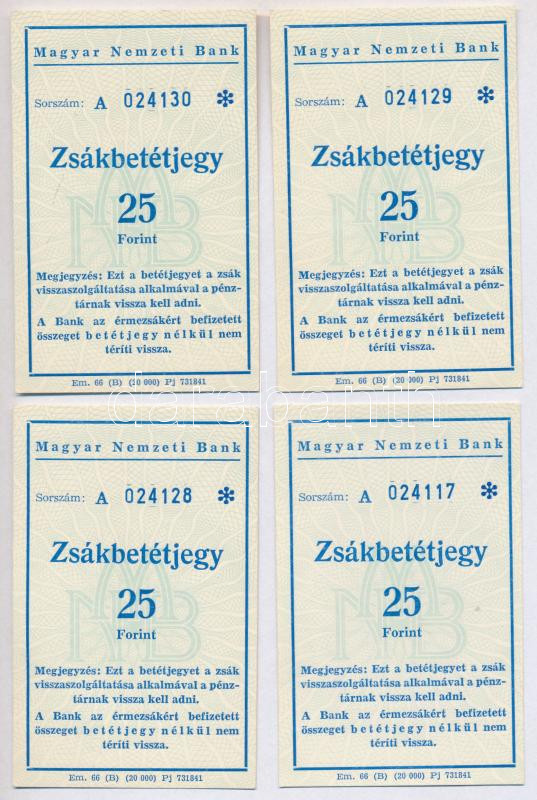 Magyar Nemzeti Bank
Sorszám: A 024130 *
Zsákbetétjegy
25
Forint
Megjegyzés: Ezt a betétjegyet a zsák
visszaszolgáltatása alkalmával a pénz-
tárnak vissza kell adni.
A Bank az érmezsákért befizetett
összeget betétjegy nélkül nem
téríti vissza.
Em. 66 (B) (20 000) Pj 731841
Magyar Nemzeti Bank
Sorszám: A 024129 *
Zsákbetétjegy
25
Forint
Megjegyzés: Ezt a betétjegyet a zsák
visszaszolgáltatása alkalmával a pénz-
tárnak vissza kell adni.
A Bank az érmezsákért befizetett
összeget betétjegy nélkül nem
téríti vissza.
Em. 66 (B) (20 000) Pj 731841
darabanth
Magyar Nemzeti Bank
Sorszám: A 024128 *
Zsákbetétjegy
25
Forint
Megjegyzés: Ezt a betétjegyet a zsák
visszaszolgáltatása alkalmával a pénz-
tárnak vissza kell adni.
A Bank az érmezsákért befizetett
összeget betétjegy nélkül nem
téríti vissza.
Em. 66 (B) (20 000) Pj 731841
Magyar Nemzeti Bank
Sorszám: A 024117 *
Zsákbetétjegy
25
Forint
Megjegyzés: Ezt a betétjegyet a zsák
visszaszolgáltatása alkalmával a pénz-
tárnak vissza kell adni.
A Bank az érmezsákért befizetett
összeget betétjegy nélkül nem
téríti vissza.
Em. 66 (B) (20 000) Pj 731841